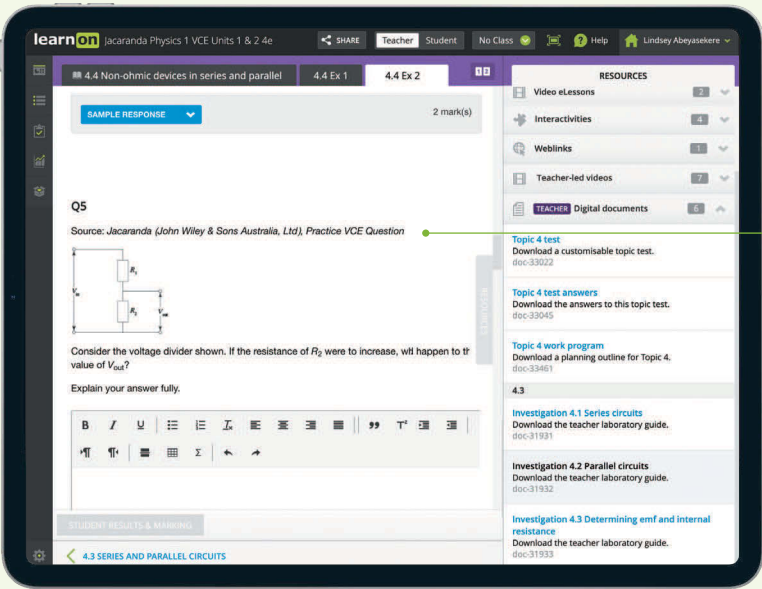 learnon Jacaranda Physics 1 VCE Units 1 & 2 4e
SHARE
Teacher Student
No Class
Help
Lindsey Abeyasekere
4.4 Non-ohmic devices in series and parallel
4.4 Ex 1
4.4 Ex 2
SAMPLE RESPONSE
2 mark(s)
Q5
Source: Jacaranda (John Wiley & Sons Australia, Ltd), Practice VCE Question
R1
Vin
R2
Vout
Consider the voltage divider shown. If the resistance of R2 were to increase, will happen to th
value of Vout?
Explain your answer fully.
B I U
T²
Σ
STUDENT RESULTS & MARKING
4.3 SERIES AND PARALLEL CIRCUITS
RESOURCES
RESOURCES
Video eLessons 2
Interactivities 4
Weblinks 1
Teacher-led videos 7
TEACHER Digital documents 6
Topic 4 test
Download a customisable topic test.
doc-33022
Topic 4 test answers
Download the answers to this topic test.
doc-33045
Topic 4 work program
Download a planning outline for Topic 4.
doc-33461
4.3
Investigation 4.1 Series circuits
Download the teacher laboratory guide.
doc-31931
Investigation 4.2 Parallel circuits
Download the teacher laboratory guide.
doc-31932
Investigation 4.3 Determining emf and internal
resistance
Download the teacher laboratory guide.
doc-31933